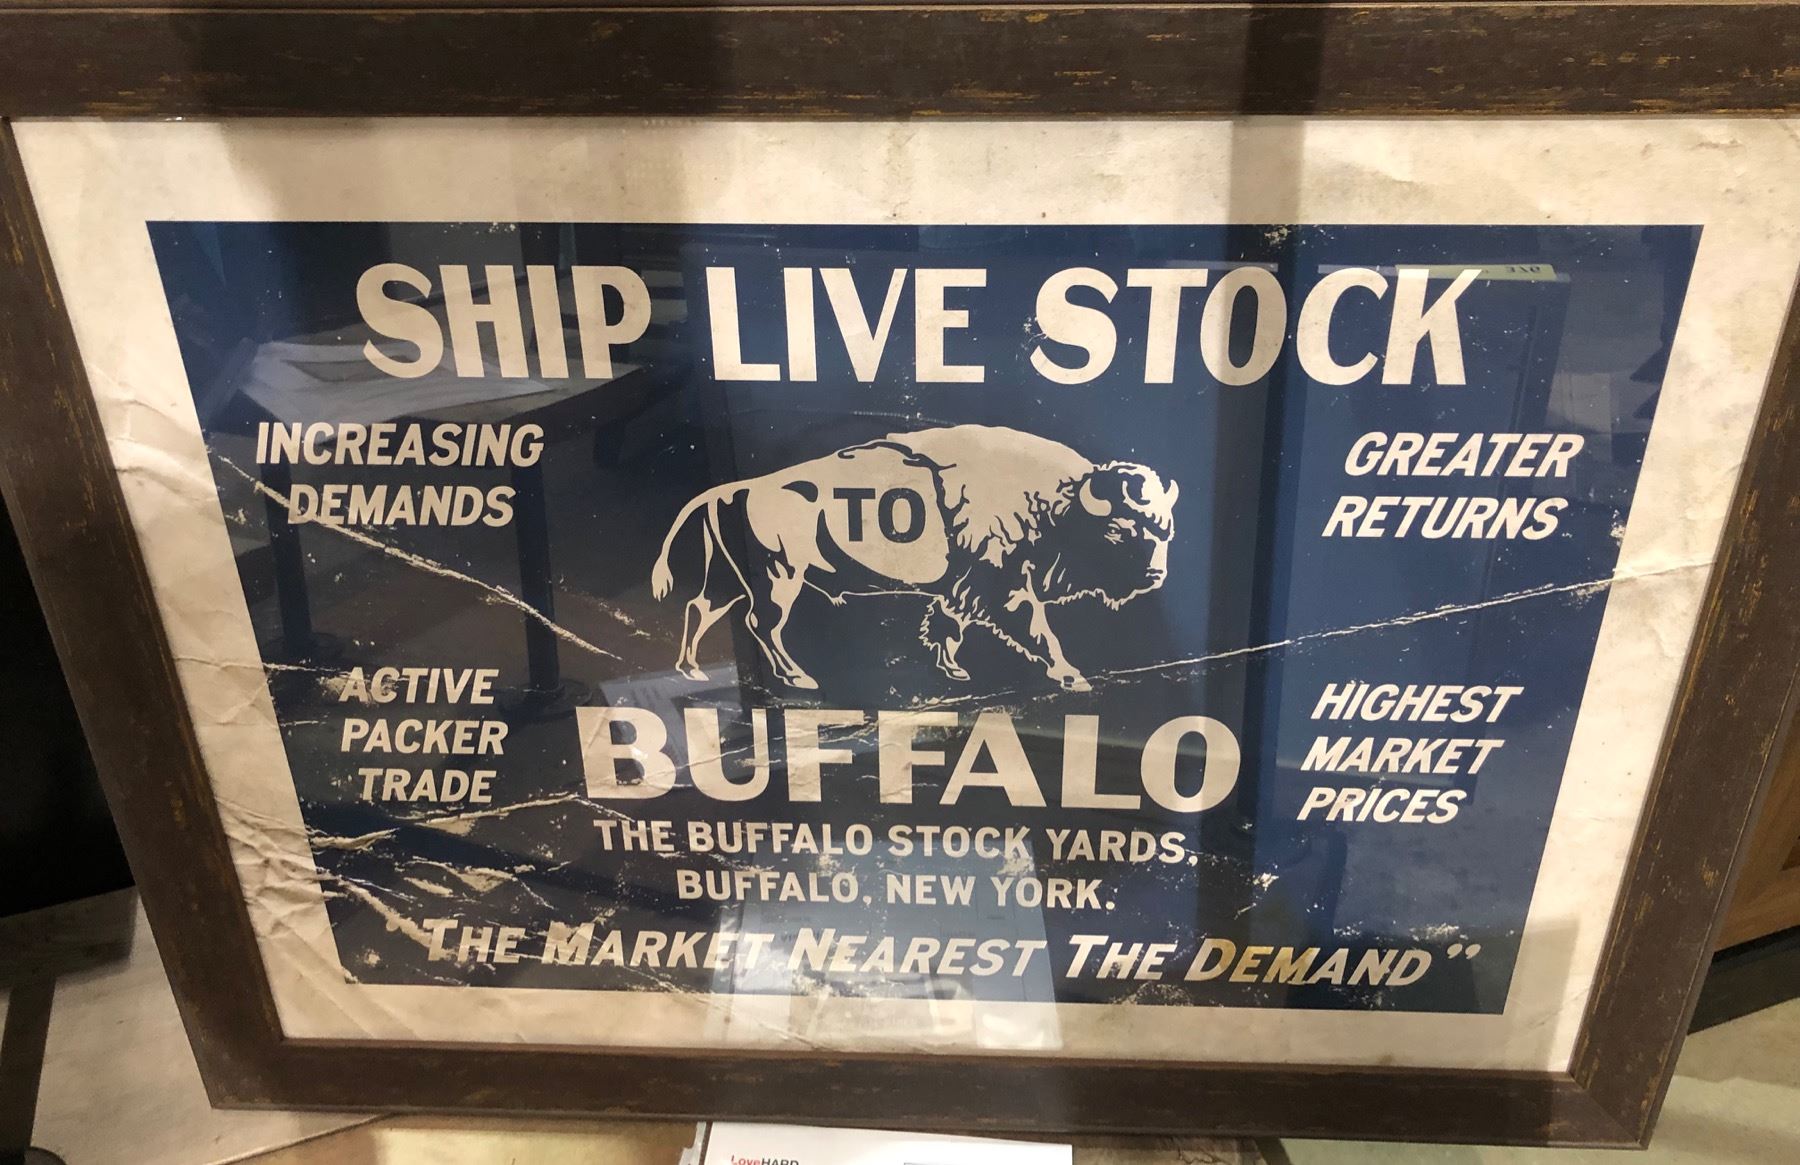 SHIP LIVE STOCK
INCREASING
DEMANDS
TO
GREATER
RETURNS
ACTIVE
PACKER
TRADE
HIGHEST
MARKET
PRICES
BUFFALO
THE BUFFALO STOCK YARDS,
BUFFALO, NEW YORK.
"THE MARKET NEAREST THE DEMAND"
LoveHARD